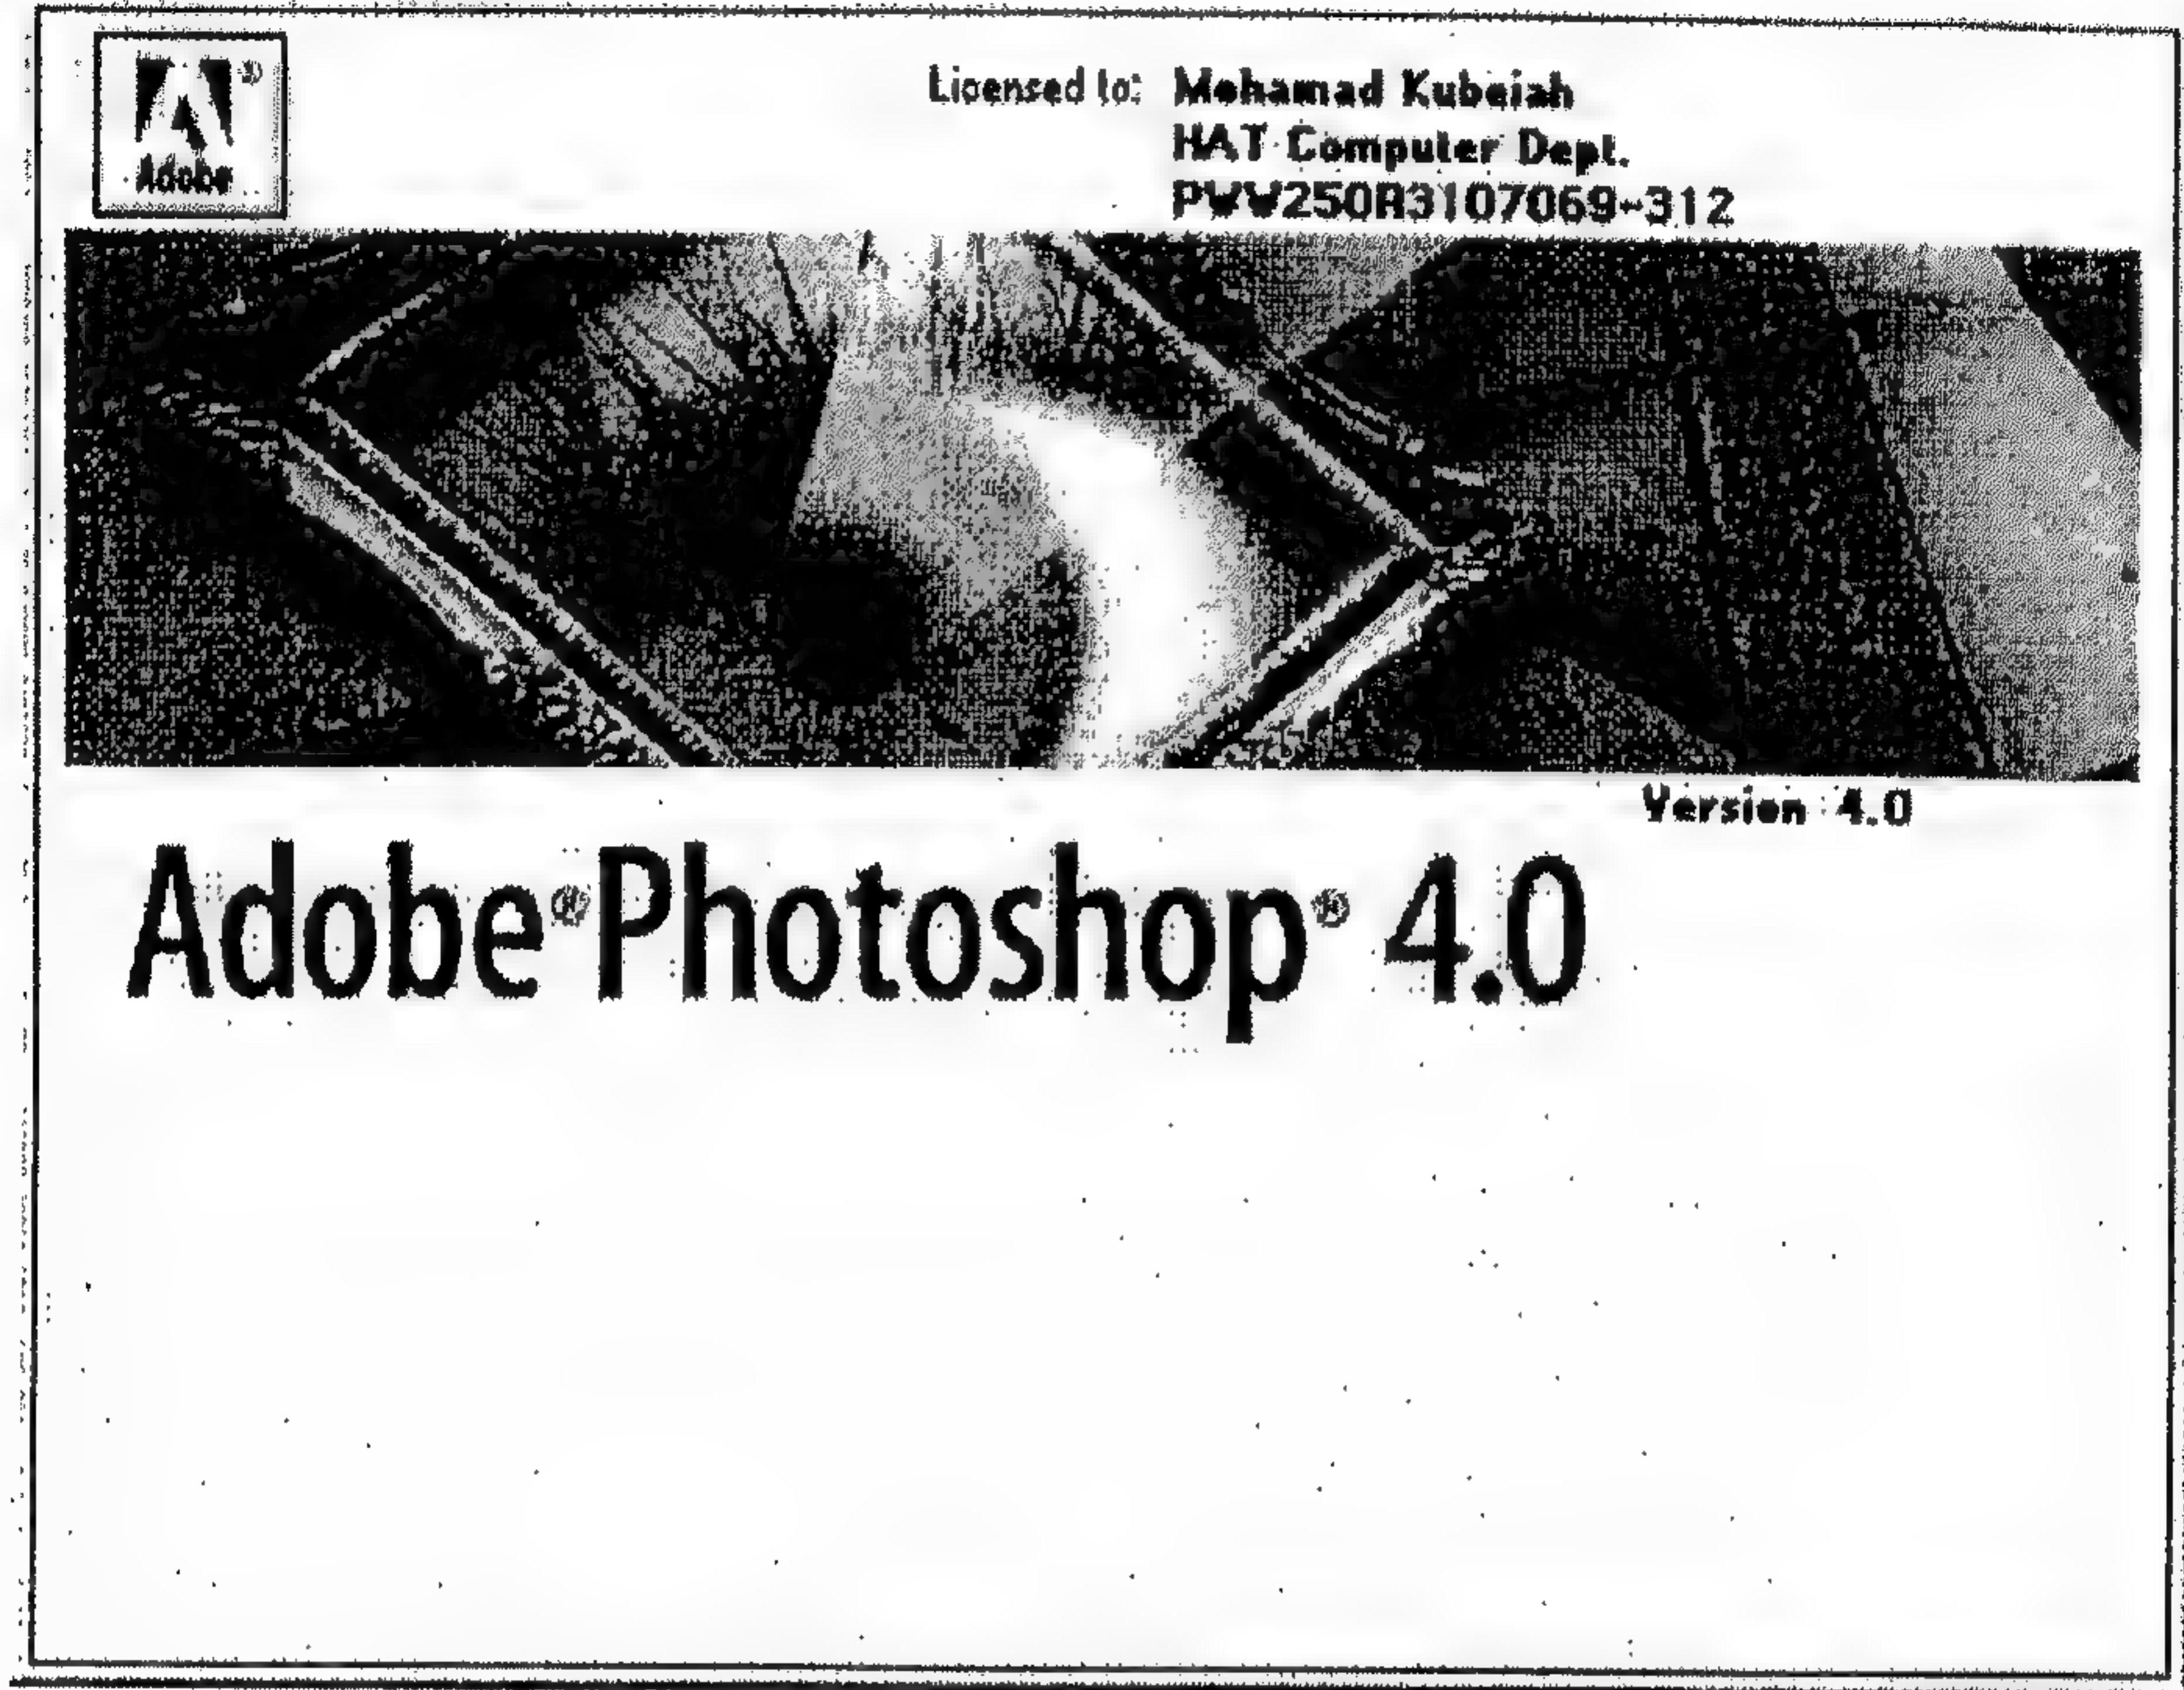 Adobe
Licensed to: Mohamad Kubeiah
HAT Computer Dept.
PWW250R3107069-312
Version 4.0
Adobe® Photoshop® 4.0